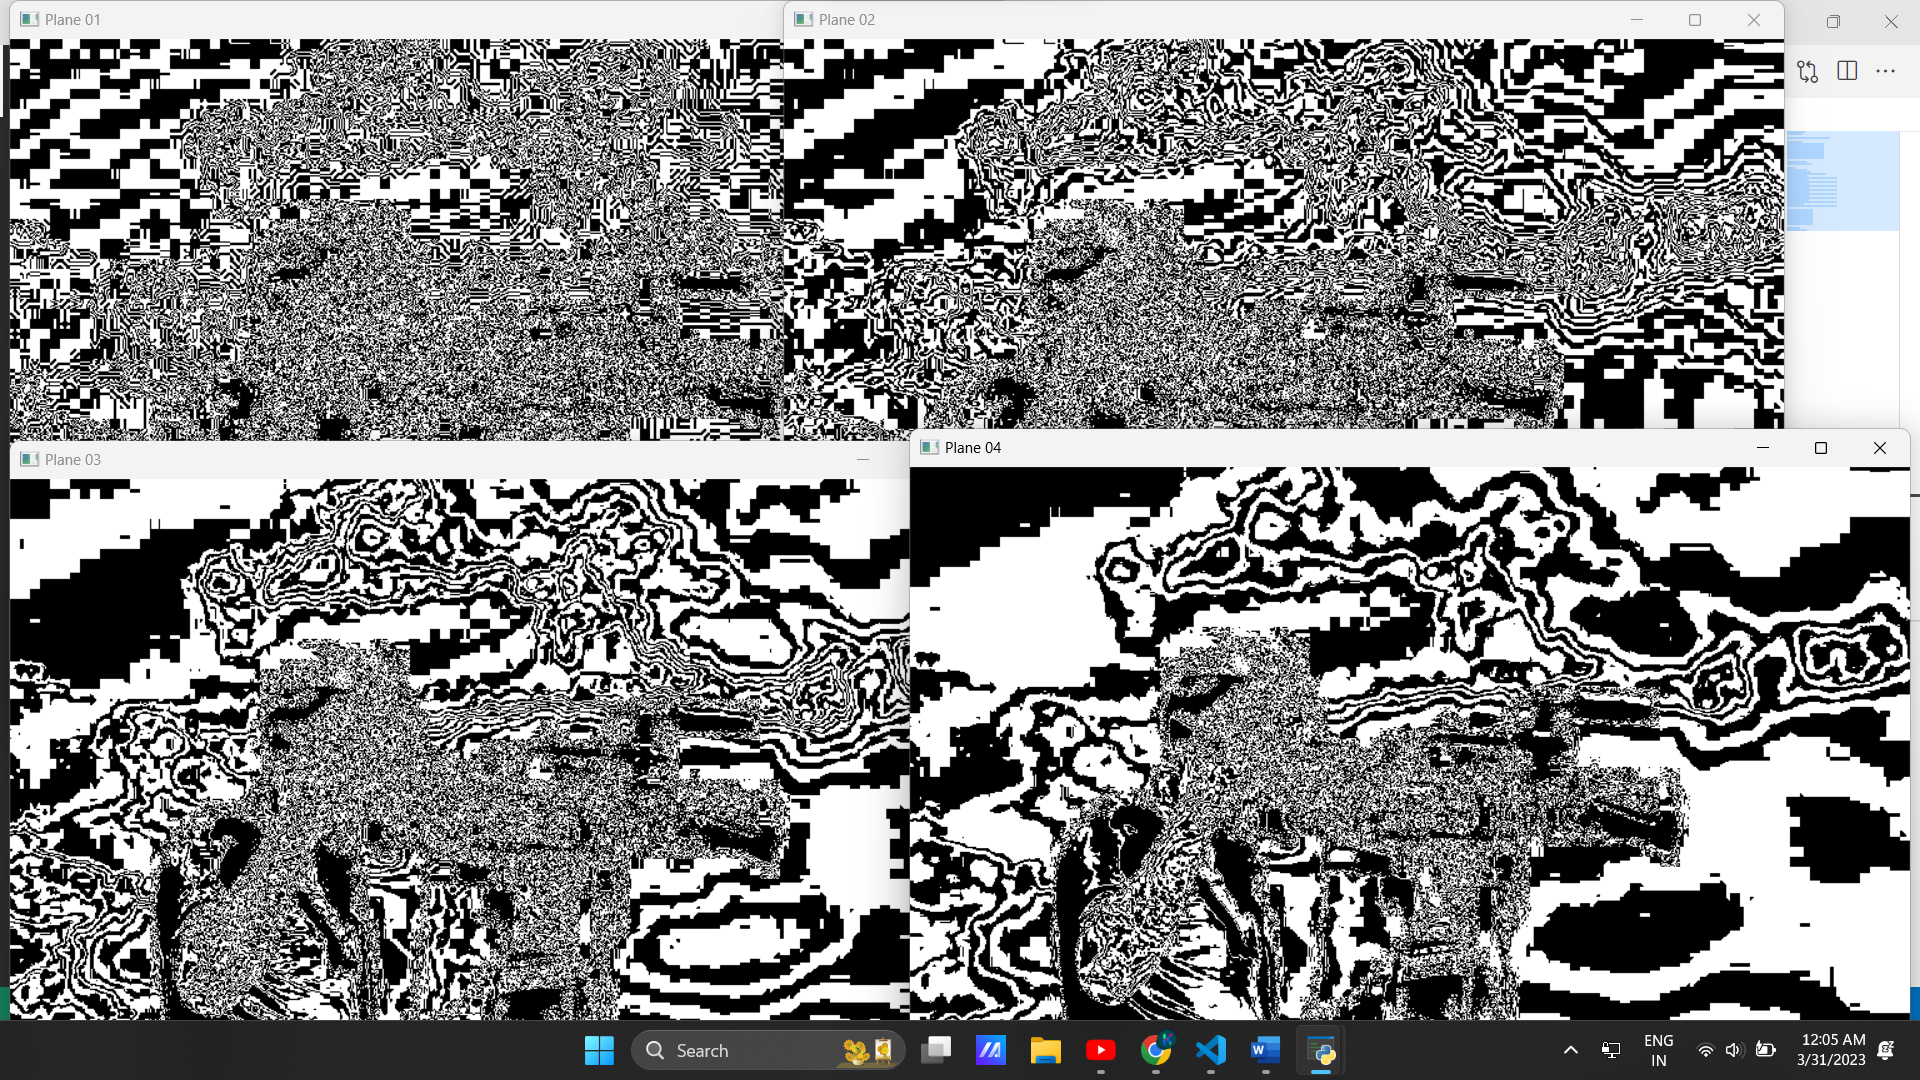 Plane 01
Plane 02
Plane 03
Plane 04
Search
ENG
IN
12:05 AM
3/31/2023